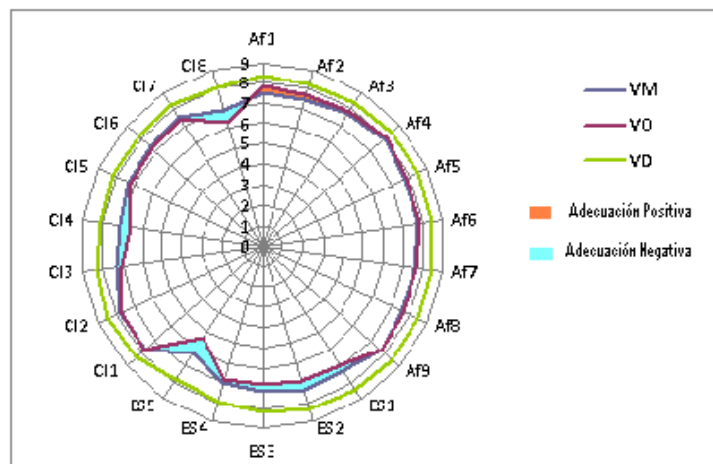 Af1
Af2
Af3
Af4
Af5
Af6
Af7
Af8
Af9
ES1
ES2
ES3
ES4
ES5
CI1
CI2
CI3
CI4
CI5
CI6
CI7
CI8
9
8
7
6
5
4
3
2
1
0
VM
VO
VD
Adecuación Positiva
Adecuación Negativa